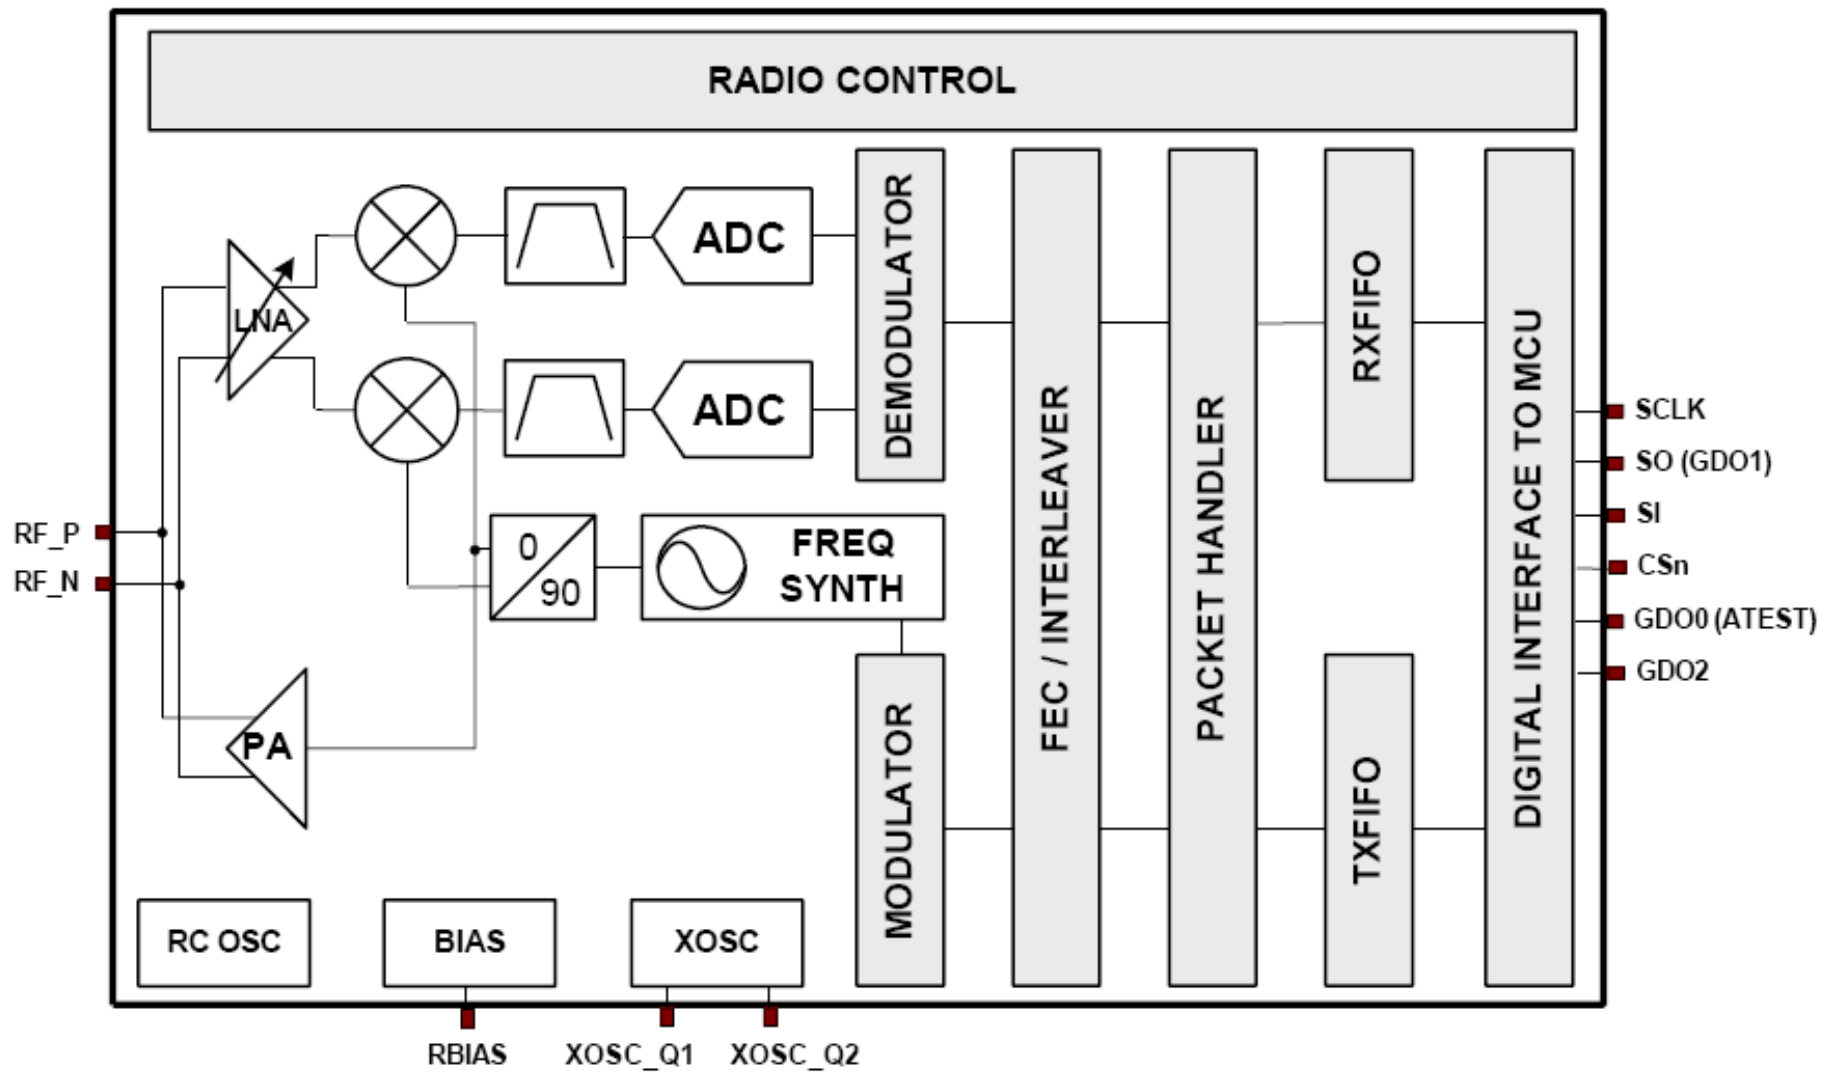 RADIO CONTROL
LNA
ADC
ADC
DEMODULATOR
FEC / INTERLEAVER
PACKET HANDLER
RXFIFO
DIGITAL INTERFACE TO MCU
SCLK
SO (GDO1)
SI
CSn
GDO0 (ATEST)
GDO2
RF_P
RF_N
0
90
FREQ
SYNTH
PA
MODULATOR
TXFIFO
RC OSC
BIAS
XOSC
RBIAS
XOSC_Q1
XOSC_Q2